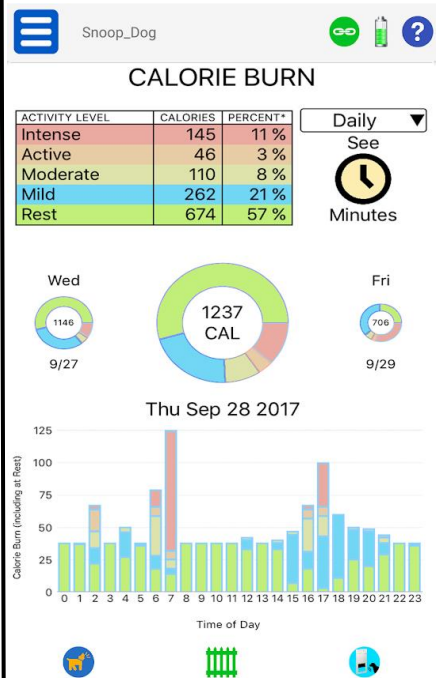 Snoop_Dog
?
CALORIE BURN
ACTIVITY LEVEL CALORIES PERCENT*
Intense 145 11 %
Active 46 3 %
Moderate 110 8 %
Mild 262 21 %
Rest 674 57 %
Daily ▼
See
Minutes
Wed
1146
9/27
1237
CAL
Fri
706
9/29
Thu Sep 28 2017
Calorie Burn (including at Rest)
125
100
75
50
25
0
0 1 2 3 4 5 6 7 8 9 10 11 12 13 14 15 16 17 18 19 20 21 22 23
Time of Day